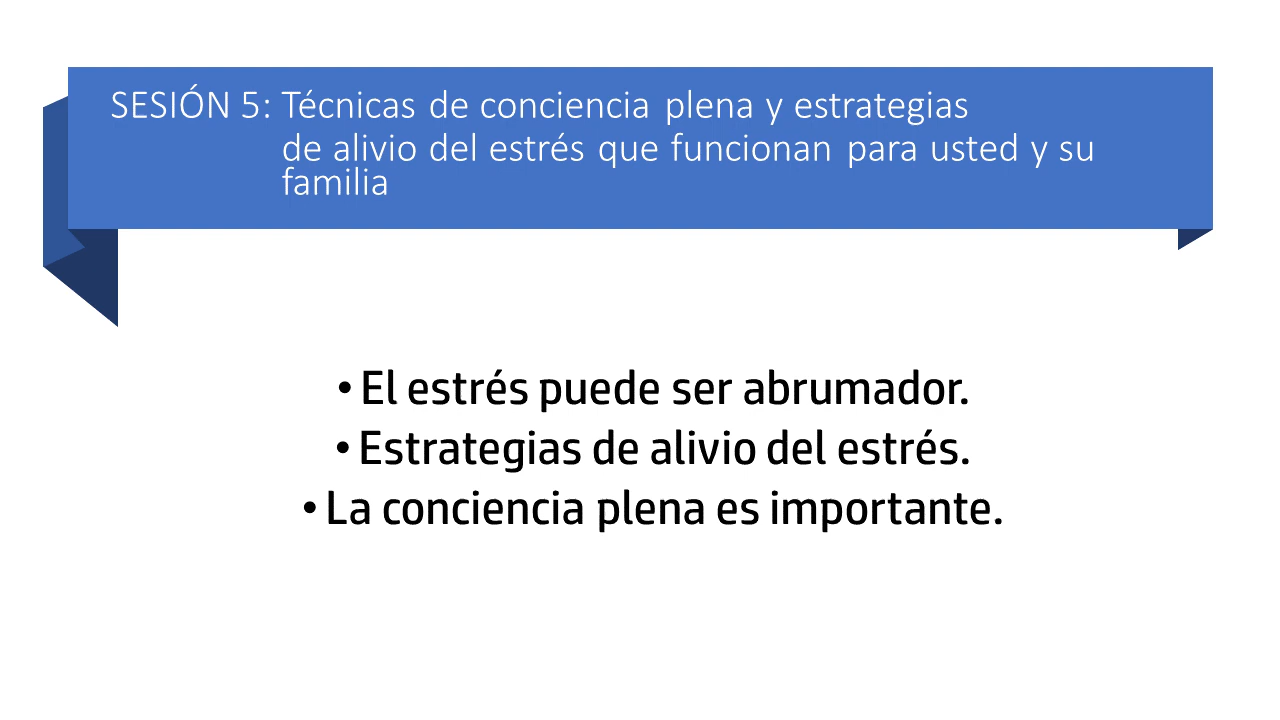 SESIÓN 5: Técnicas de conciencia plena y estrategias
de alivio del estrés que funcionan para usted y su
familia
• El estrés puede ser abrumador.
• Estrategias de alivio del estrés.
• La conciencia plena es importante.